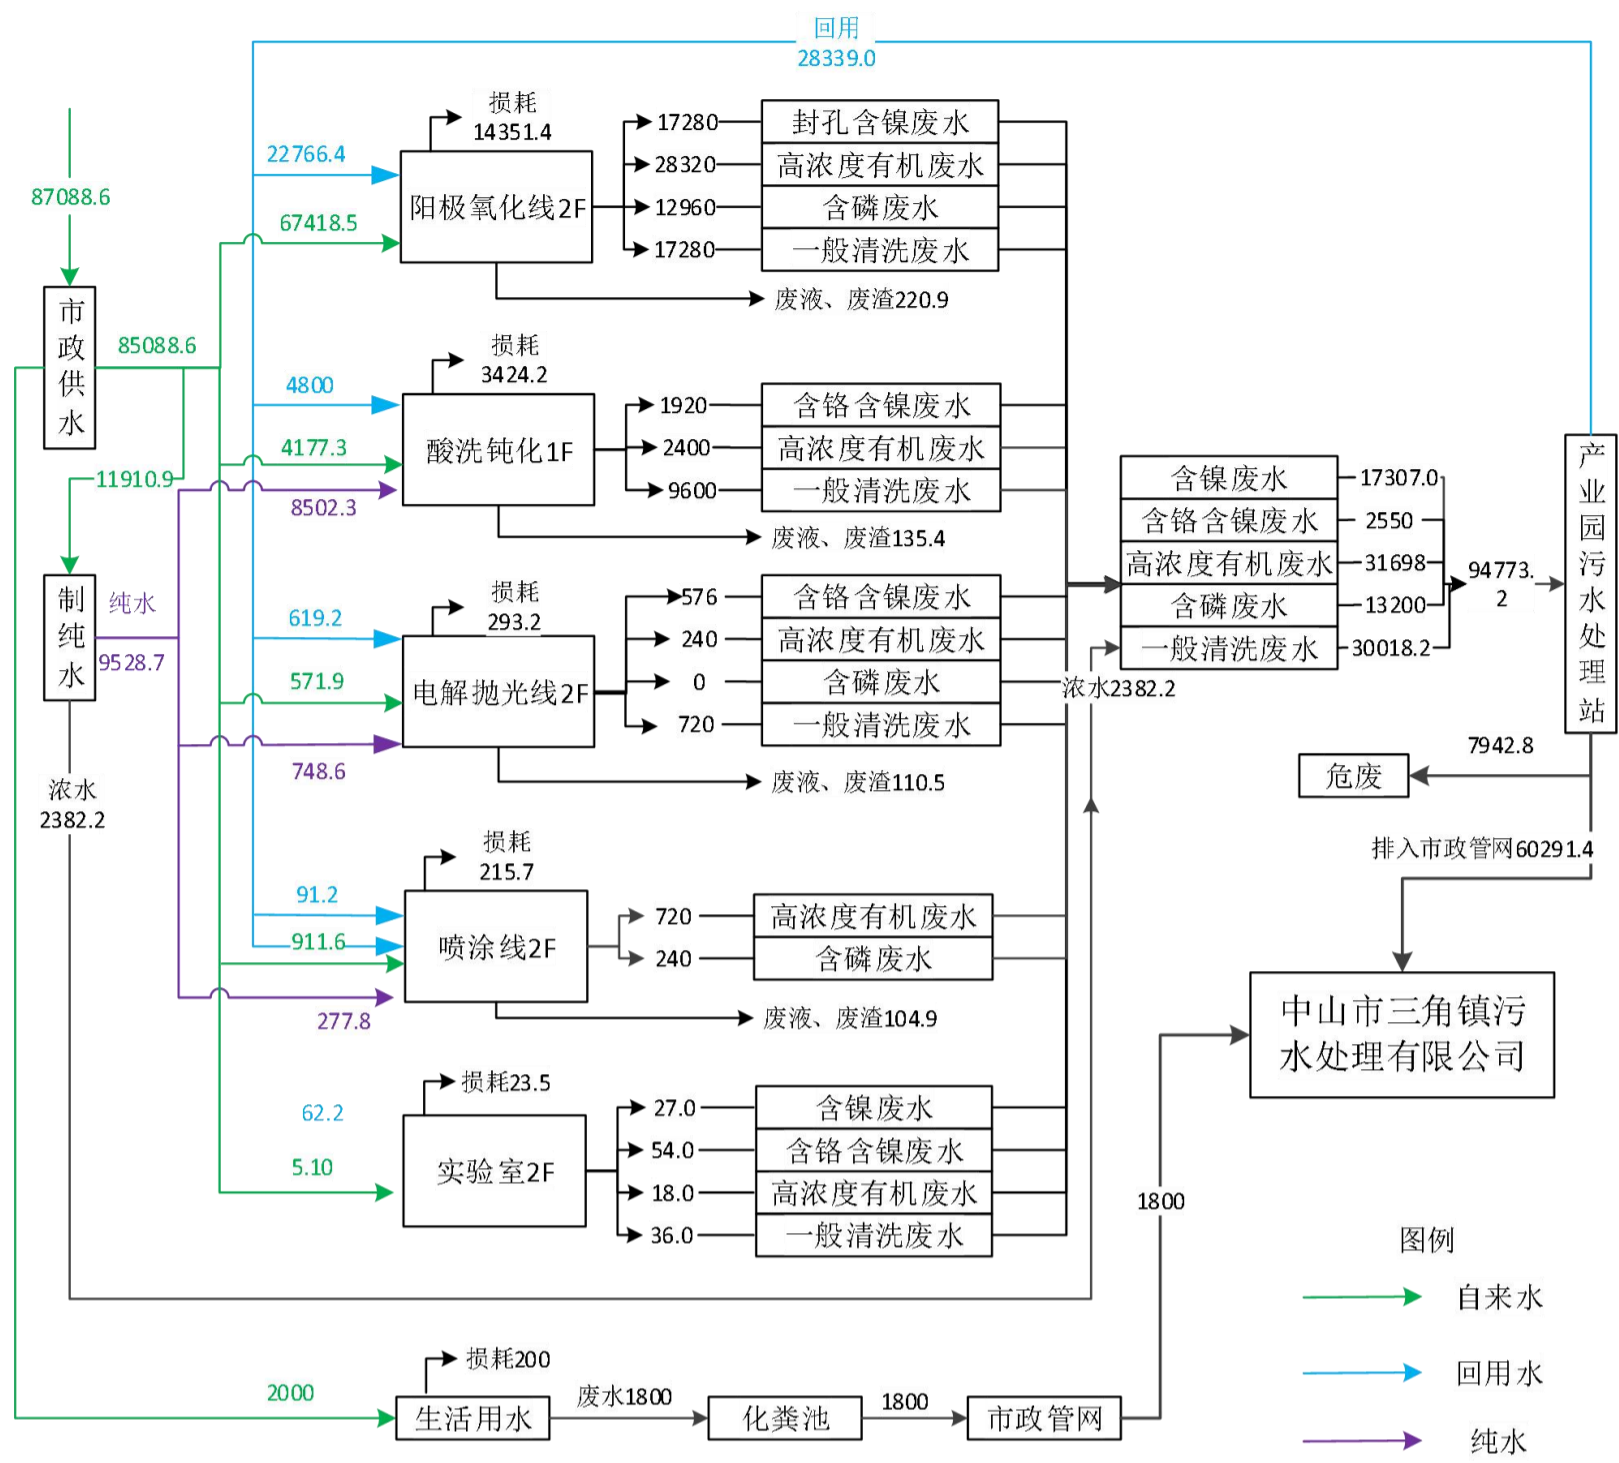 回用
28339.0
87088.6
市政供水
85088.6
11910.9
制纯水
纯水
9528.7
浓水
2382.2
22766.4
67418.5
损耗
14351.4
阳极氧化线2F
17280
封孔含镍废水
28320
高浓度有机废水
12960
含磷废水
17280
一般清洗废水
废液、废渣220.9
4800
4177.3
8502.3
损耗
3424.2
酸洗钝化1F
1920
含铬含镍废水
2400
高浓度有机废水
9600
一般清洗废水
废液、废渣135.4
619.2
571.9
748.6
损耗
293.2
电解抛光线2F
576
含铬含镍废水
240
高浓度有机废水
0
含磷废水
720
一般清洗废水
废液、废渣110.5
91.2
911.6
277.8
损耗
215.7
喷涂线2F
720
高浓度有机废水
240
含磷废水
废液、废渣104.9
62.2
5.10
损耗23.5
实验室2F
27.0
含镍废水
54.0
含铬含镍废水
18.0
高浓度有机废水
36.0
一般清洗废水
含镍废水
17307.0
含铬含镍废水
2550
高浓度有机废水
31698
含磷废水
13200
一般清洗废水
30018.2
浓水2382.2
94773.
2
产业园污水处理站
7942.8
危废
排入市政管网60291.4
中山市三角镇污
水处理有限公司
1800
2000
损耗200
生活用水
废水1800
化粪池
1800
市政管网
图例
自来水
回用水
纯水